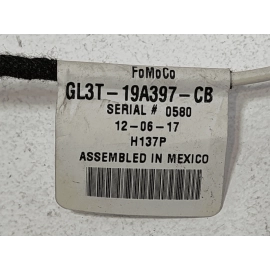 FoMoCo
GL3T-19A397-CB
SERIAL # 0580
12-06-17
H137P
ASSEMBLED IN MEXICO